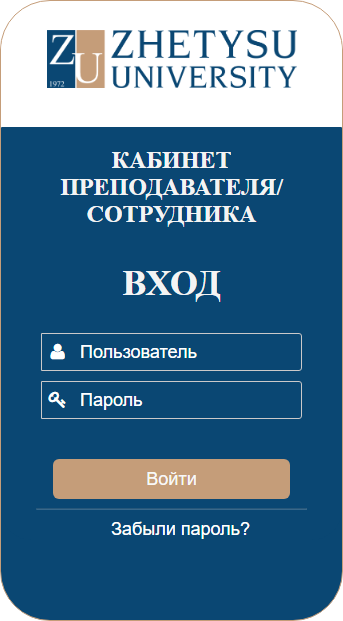 ZU
1972
ZHETYSU
UNIVERSITY
КАБИНЕТ
ПРЕПОДАВАТЕЛЯ/
СОТРУДНИКА
ВХОД
Пользователь
Пароль
Войти
Забыли пароль?